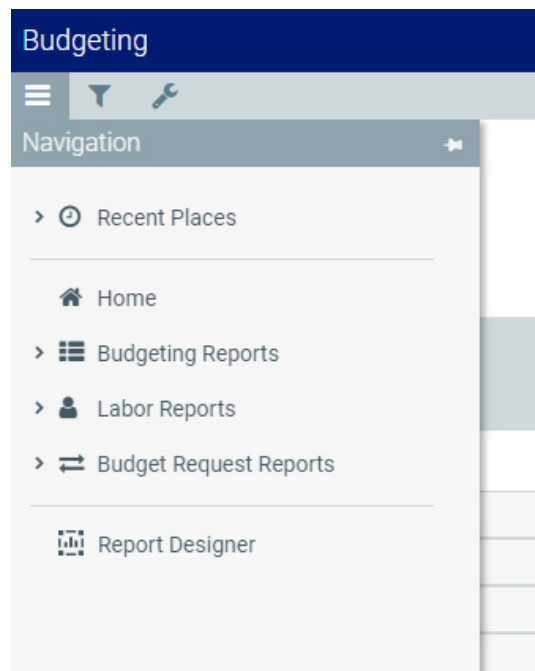 Budgeting
Navigation
Recent Places
Home
Budgeting Reports
Labor Reports
Budget Request Reports
Report Designer